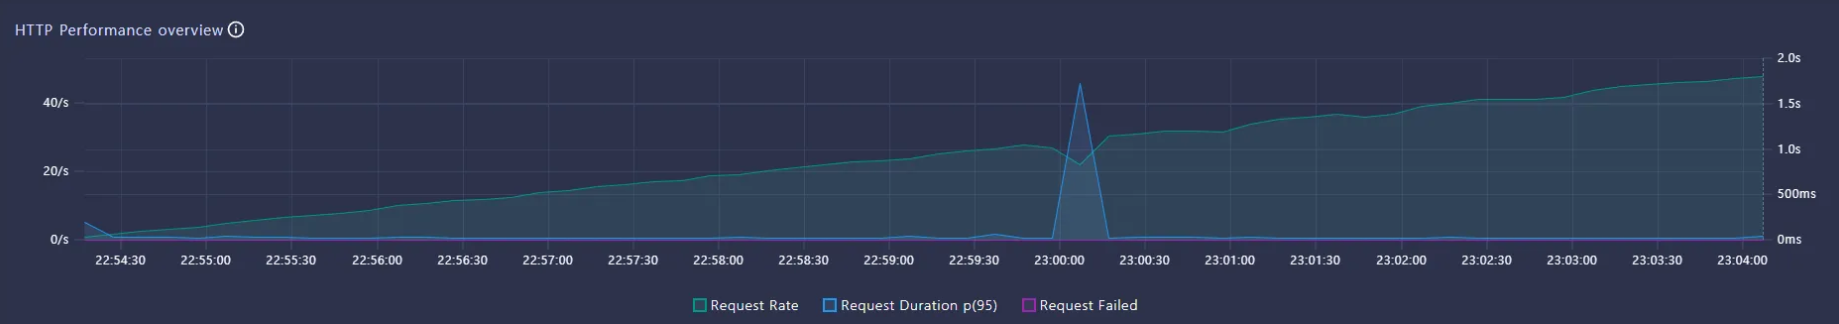 HTTP Performance overview
2.0s
40/s
1.5s
1.0s
20/s
500ms
0/s
0ms
22:54:30 22:55:00 22:55:30 22:56:00 22:56:30 22:57:00 22:57:30 22:58:00 22:58:30 22:59:00 22:59:30 23:00:00 23:00:30 23:01:00 23:01:30 23:02:00 23:02:30 23:03:00 23:03:30 23:04:00
Request Rate Request Duration p(95) Request Failed